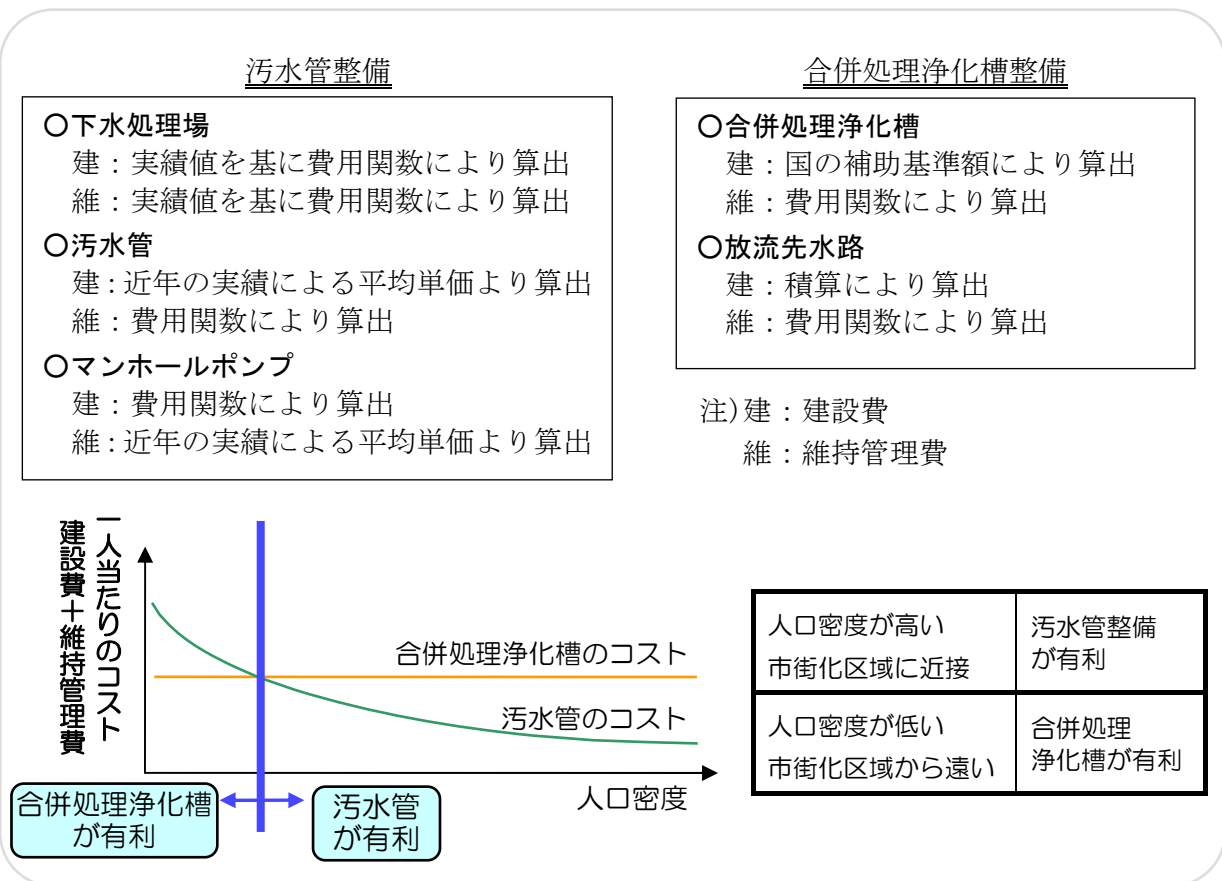 汚水管整備
〇下水処理場
建：実績値を基に費用関数により算出
維：実績値を基に費用関数により算出
〇汚水管
建：近年の実績による平均単価より算出
維：費用関数により算出
〇マンホールポンプ
建：費用関数により算出
維：近年の実績による平均単価より算出
合併処理浄化槽整備
〇合併処理浄化槽
建：国の補助基準額により算出
維：費用関数により算出
〇放流先水路
建：積算により算出
維：費用関数により算出
注）建：建設費
維：維持管理費
一人当たりのコスト
建設費＋維持管理費
合併処理浄化槽のコスト
汚水管のコスト
人口密度
合併処理浄化槽
が有利
汚水管
が有利
人口密度が高い
市街化区域に近接
汚水管整備
が有利
人口密度が低い
市街化区域から遠い
合併処理
浄化槽が有利